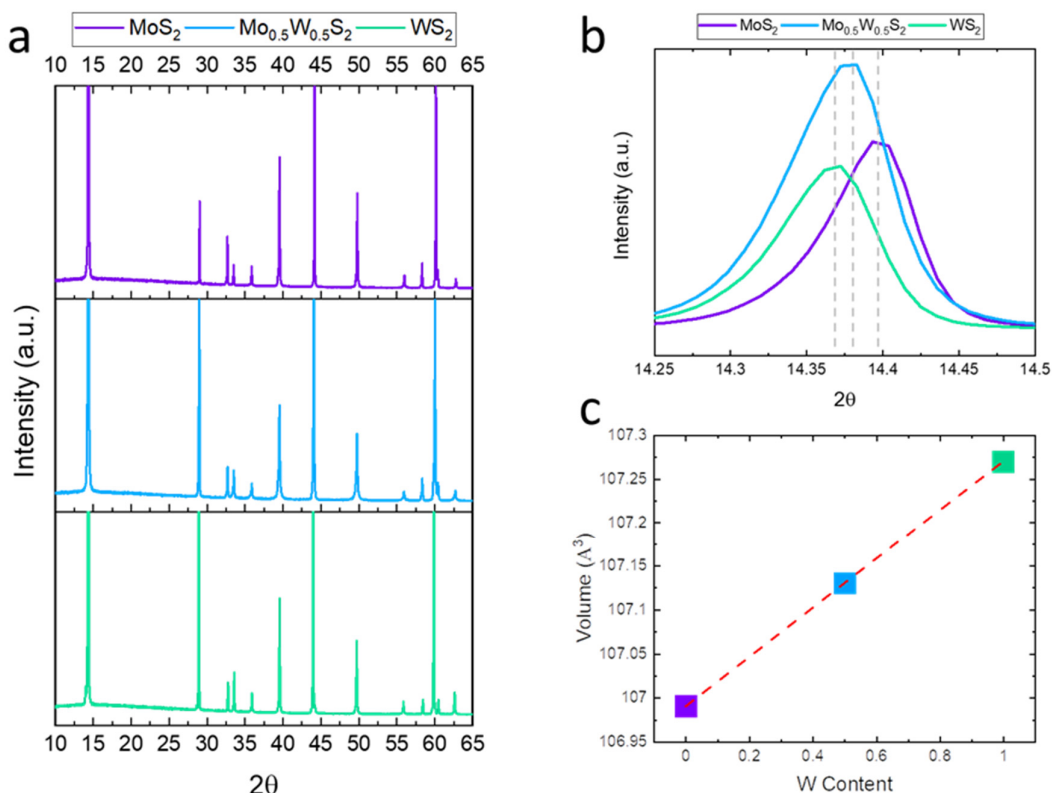 a
MoS2 Mo0.5W0.5S2 WS2
10 15 20 25 30 35 40 45 50 55 60 65
Intensity (a.u.)
10 15 20 25 30 35 40 45 50 55 60 65
2θ
b
MoS2 Mo0.5W0.5S2 WS2
Intensity (a.u.)
14.25 14.3 14.35 14.4 14.45 14.5
2θ
c
107.3
107.25
107.2
107.15
107.1
107.05
107
106.95
Volume (Å3)
0 0.2 0.4 0.6 0.8 1
W Content